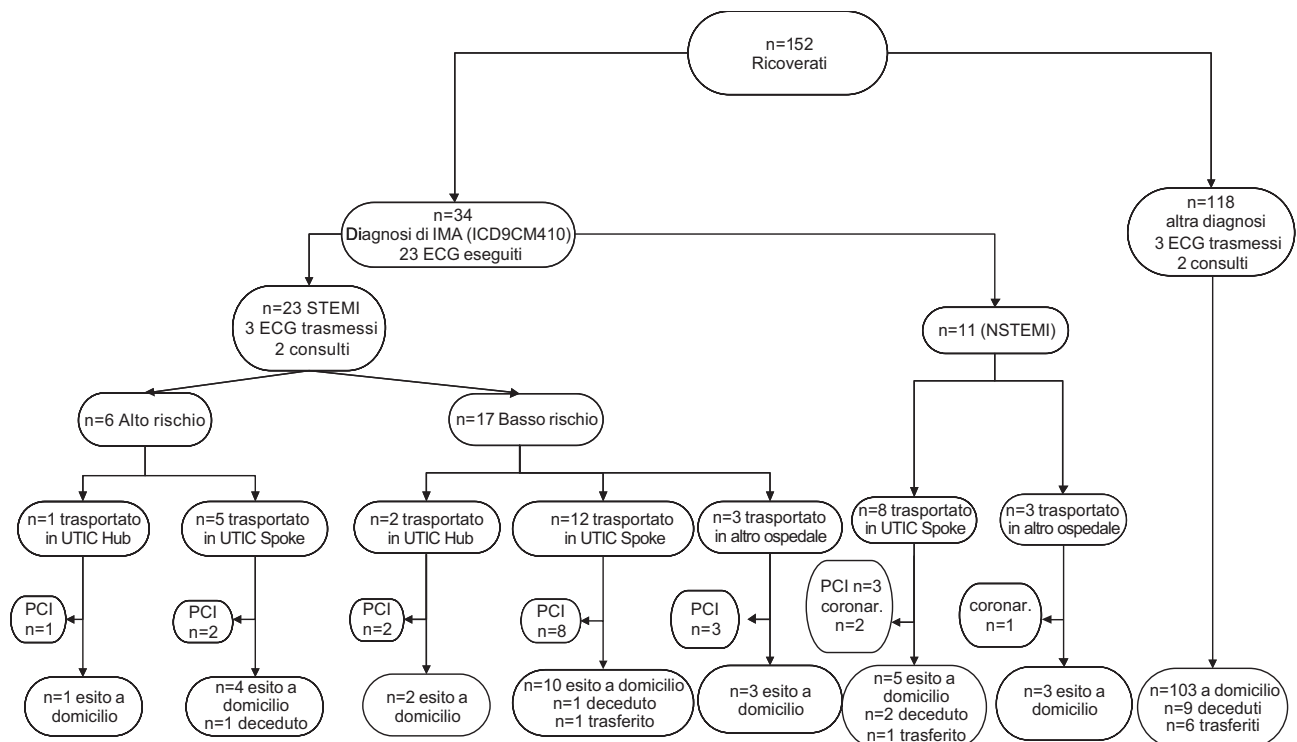 n=152
Ricoverati
n=34
Diagnosi di IMA (ICD9CM410)
23 ECG eseguiti
n=118
altra diagnosi
3 ECG trasmessi
2 consulti
n=23 STEMI
3 ECG trasmessi
2 consulti
n=11 (NSTEMI)
n=6 Alto rischio
n=17 Basso rischio
n=1 trasportato
in UTIC Hub
n=5 trasportato
in UTIC Spoke
n=2 trasportato
in UTIC Hub
n=12 trasportato
in UTIC Spoke
n=3 trasportato
in altro ospedale
n=8 trasportato
in UTIC Spoke
n=3 trasportato
in altro ospedale
PCI
n=1
PCI
n=2
PCI
n=2
PCI
n=8
PCI
n=3
PCI n=3
coronar.
n=2
coronar.
n=1
n=1 esito a
domicilio
n=4 esito a
domicilio
n=1 deceduto
n=2 esito a
domicilio
n=10 esito a domicilio
n=1 deceduto
n=1 trasferito
n=3 esito a
domicilio
n=5 esito a
domicilio
n=2 deceduto
n=1 trasferito
n=3 esito a
domicilio
n=103 a domicilio
n=9 deceduti
n=6 trasferiti